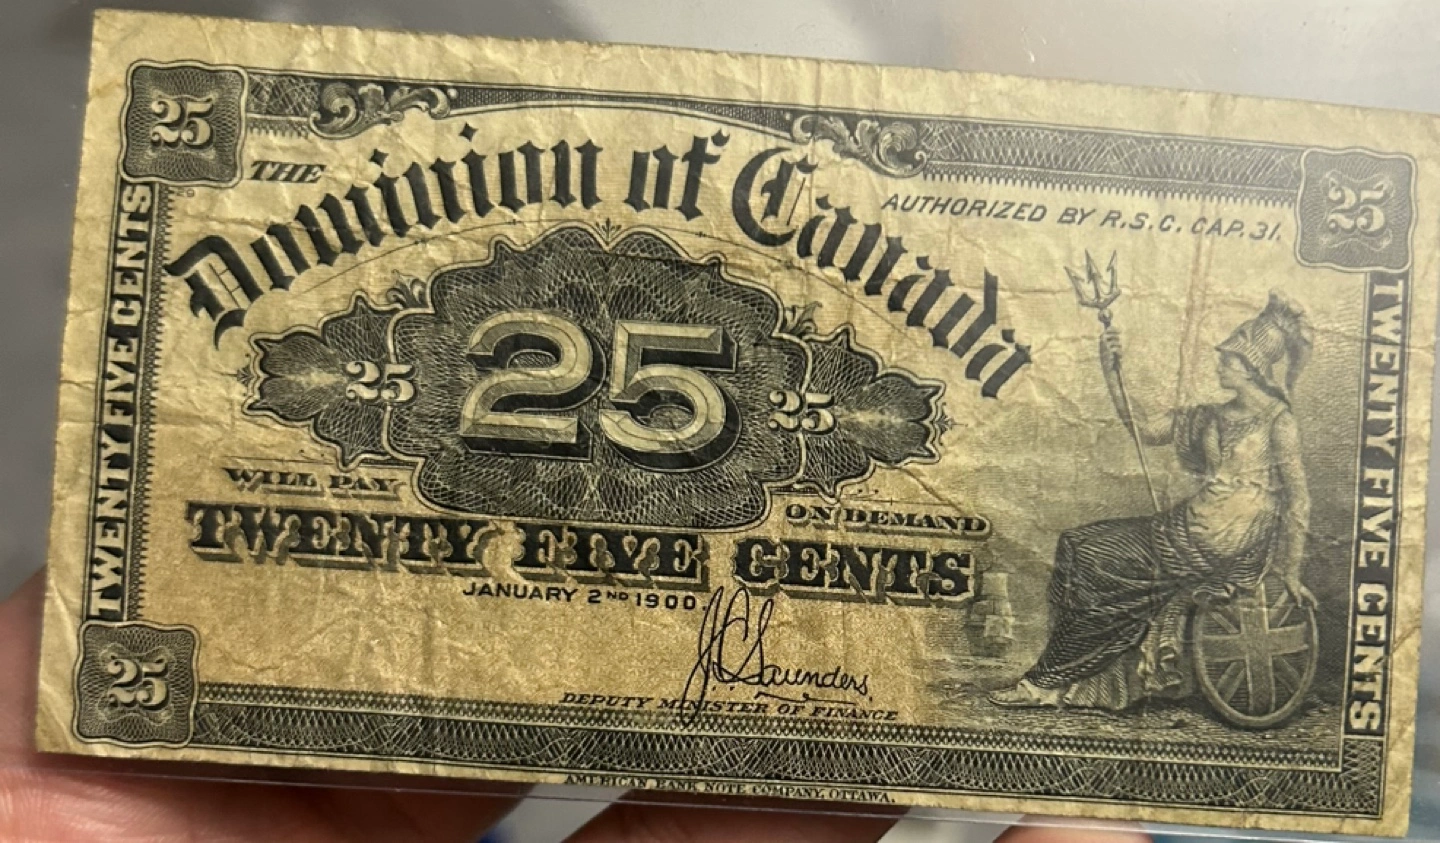 25
25
THE
Dominion of Canada
AUTHORIZED BY R.S.C. CAP. 31.
TWENTY FIVE CENTS
25
25
25
TWENTY FIVE CENTS
WILL PAY
ON DEMAND
TWENTY FIVE CENTS
JANUARY 2ND 1900.
J.C. Saunders.
DEPUTY MINISTER OF FINANCE
25
AMERICAN BANK NOTE COMPANY, OTTAWA.